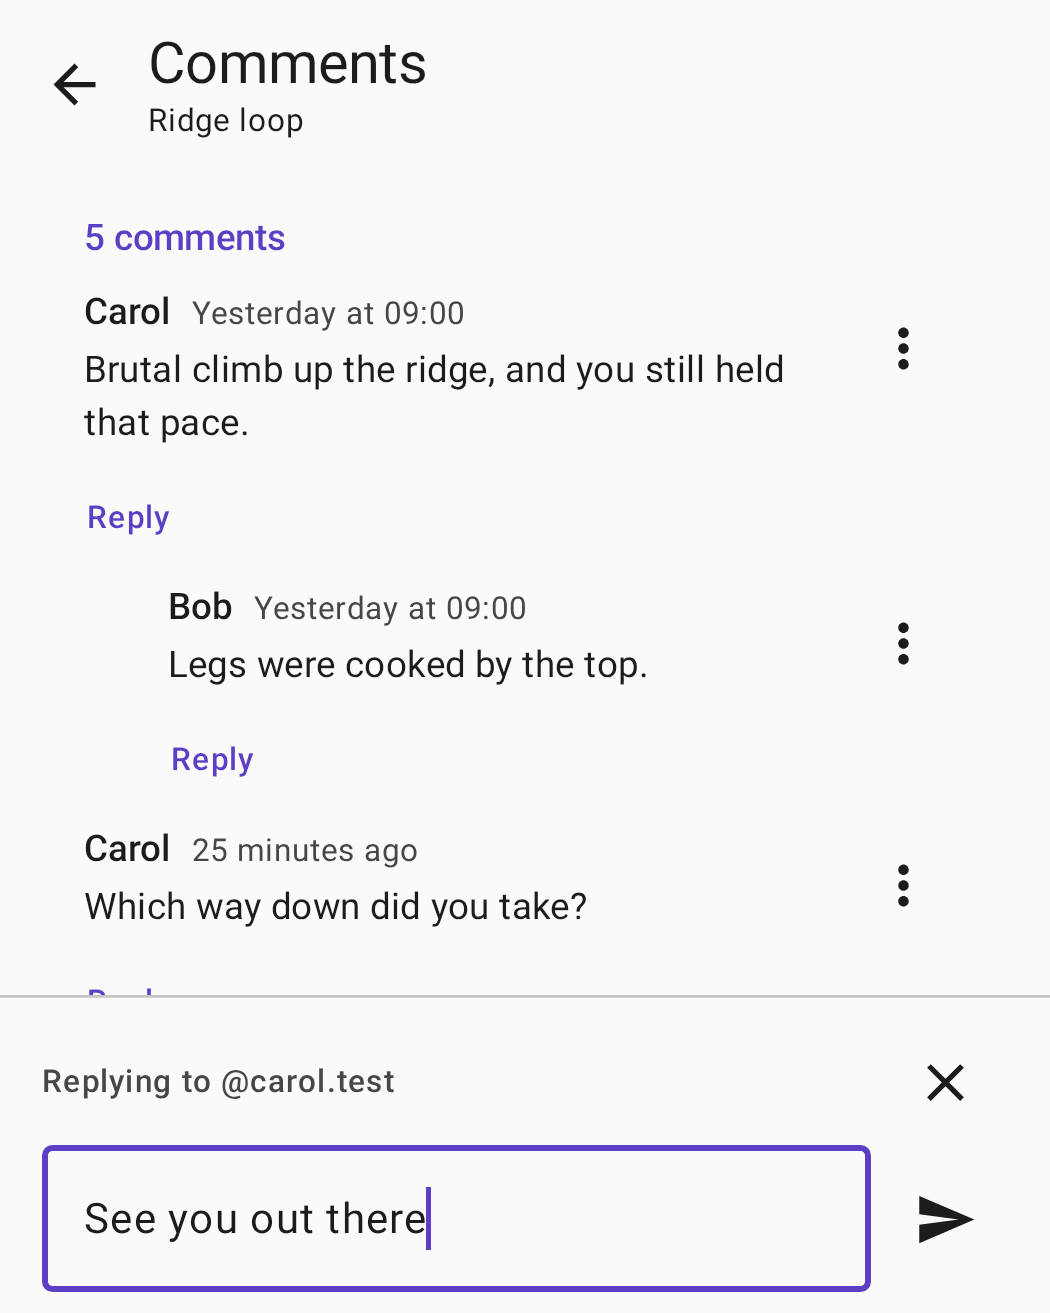 Comments
Ridge loop
5 comments
Carol Yesterday at 09:00
Brutal climb up the ridge, and you still held
that pace.
Reply
Bob Yesterday at 09:00
Legs were cooked by the top.
Reply
Carol 25 minutes ago
Which way down did you take?
Replying to @carol.test
See you out there